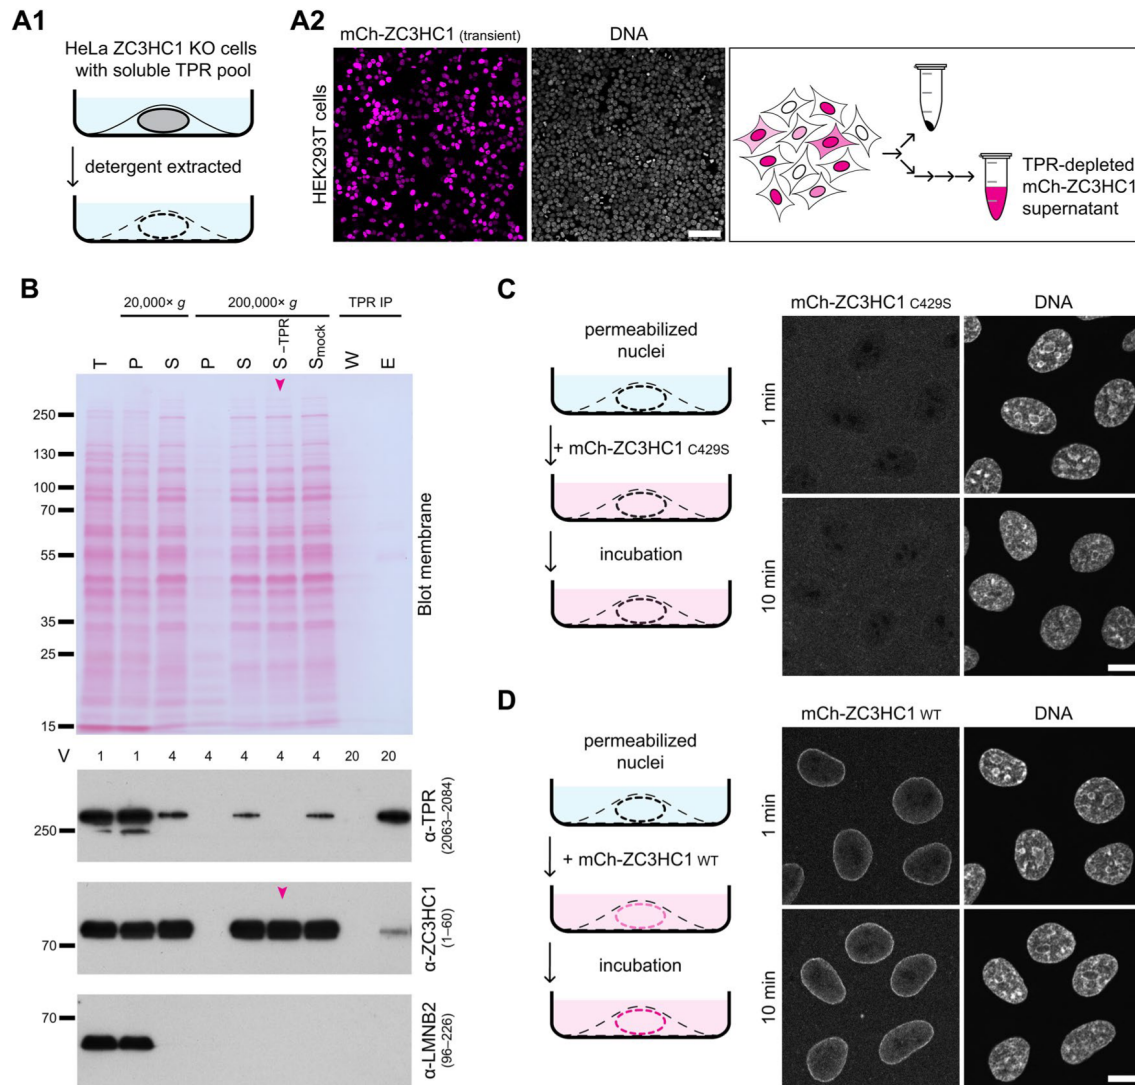 A1
HeLa ZC3HC1 KO cells
with soluble TPR pool
detergent extracted
A2
mCh-ZC3HC1 (transient)
DNA
HEK293T cells
TPR-depleted
mCh-ZC3HC1
supernatant
B
20,000× g
200,000× g
TPR IP
T
P
S
P
S
S –TPR
S mock
W
E
250
130
100
70
55
35
25
15
Blot membrane
V
1
1
4
4
4
4
4
20
20
250
α-TPR
(2063–2084)
70
α-ZC3HC1
(1–60)
70
α-LMNB2
(96–226)
C
permeabilized
nuclei
+ mCh-ZC3HC1 C429S
incubation
mCh-ZC3HC1 C429S
DNA
1 min
10 min
D
permeabilized
nuclei
+ mCh-ZC3HC1 WT
incubation
mCh-ZC3HC1 WT
DNA
1 min
10 min